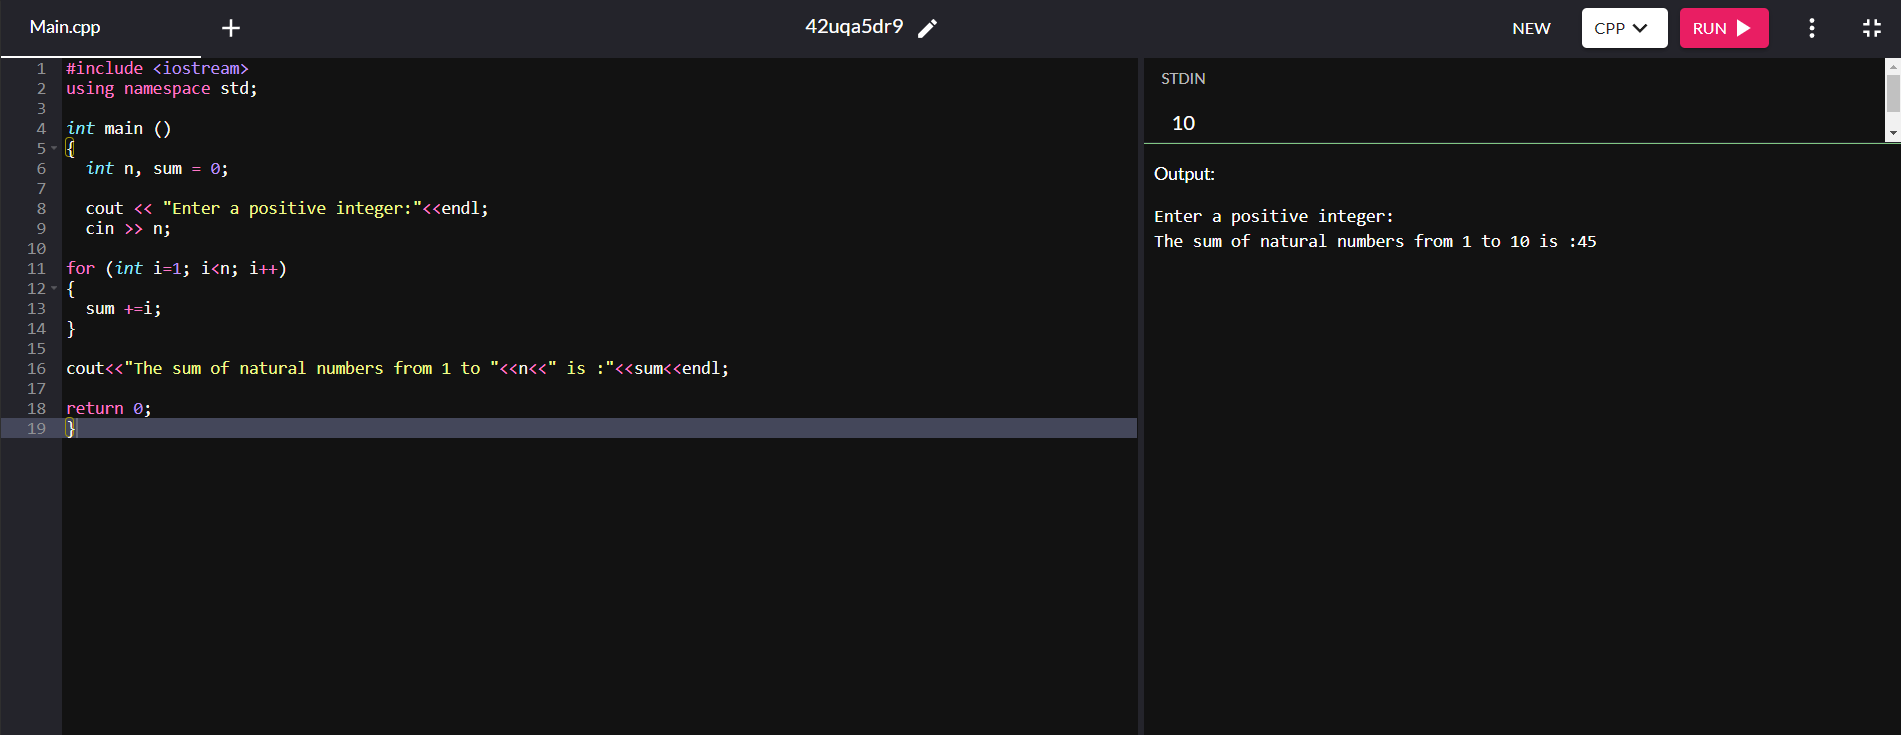 Main.cpp
42uqa5dr9
NEW
CPP
RUN
1 #include <iostream>
2 using namespace std;
3
4 int main ()
5 {
6   int n, sum = 0;
7
8   cout << "Enter a positive integer:"<<endl;
9   cin >> n;
10
11 for (int i=1; i<n; i++)
12 {
13   sum +=i;
14 }
15
16 cout<<"The sum of natural numbers from 1 to "<<n<<" is :"<<sum<<endl;
17
18 return 0;
19 }
STDIN
10
Output:
Enter a positive integer:
The sum of natural numbers from 1 to 10 is :45